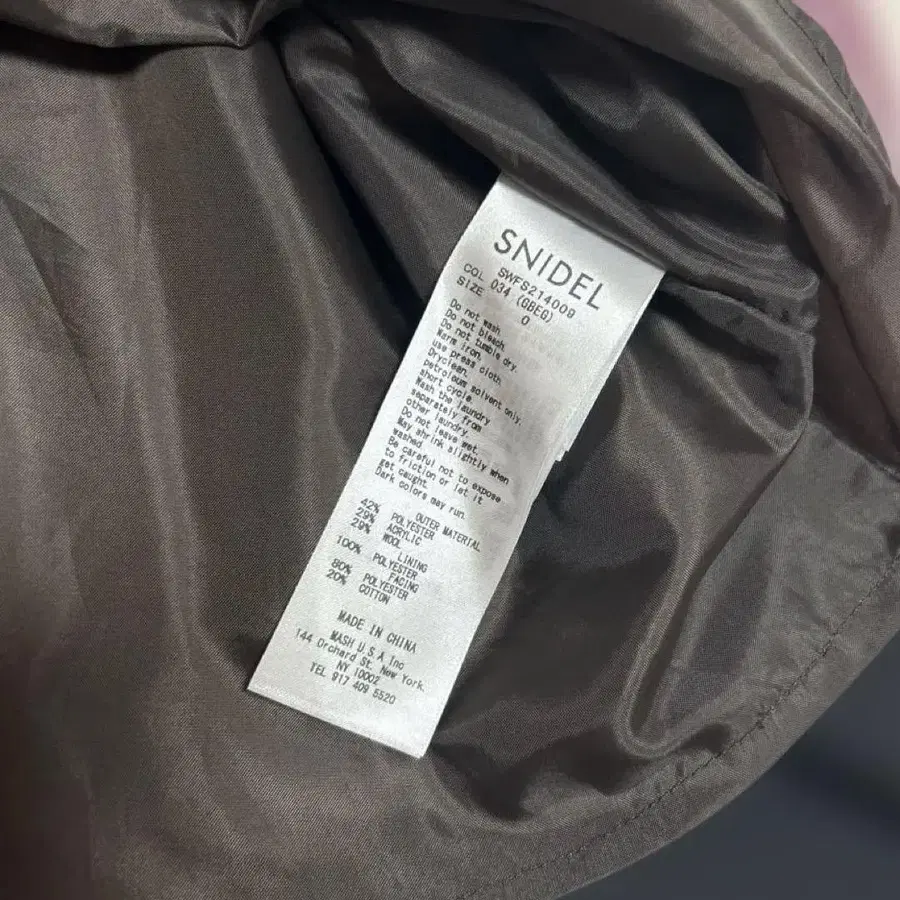 SNIDEL
SWFS214009
COL 034 (GBEG)
SIZE 0
Do not wash.
Do not bleach.
Do not tumble dry.
Warm iron.
use press cloth.
Dryclean.
petroleum solvent only.
short cycle.
Wash the laundry
separately from
other laundry.
Do not leave wet.
May shrink slightly when
washed.
Be careful not to expose
to friction or let it
get caught.
Dark colors may run.
OUTER MATERIAL
42% POLYESTER
29% ACRYLIC
29% WOOL
LINING
100% POLYESTER
FACING
80% POLYESTER
20% COTTON
MADE IN CHINA
MASH U.S.A Inc
144 Orchard St. New York.
NY 10002
TEL 917 409 5520